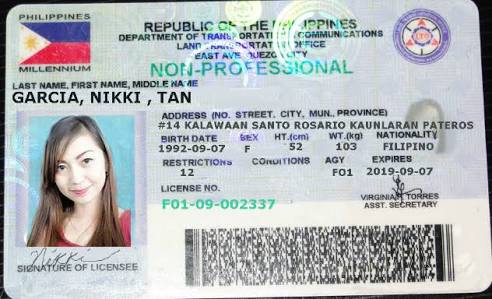 PHILIPPINES
MILLENNIUM
REPUBLIC OF THE PHILIPPINES
DEPARTMENT OF TRANSPORTATION COMMUNICATIONS
LAND TRANSPORTATION OFFICE
EAST AVE QUEZON CITY
NON-PROFESSIONAL
LTO
LAST NAME, FIRST NAME, MIDDLE NAME
GARCIA, NIKKI , TAN
ADDRESS (NO. STREET, CITY, MUN., PROVINCE)
#14 KALAWAAN SANTO ROSARIO KAUNLARAN PATEROS
BIRTH DATE SEX HT.(cm) WT.(kg) NATIONALITY
1992-09-07 F 52 103 FILIPINO
RESTRICTIONS CONDITIONS AGY EXPIRES
12 F01 2019-09-07
LICENSE NO.
F01-09-002337
VIRGINIA TORRES
ASST. SECRETARY
Nikki
SIGNATURE OF LICENSEE